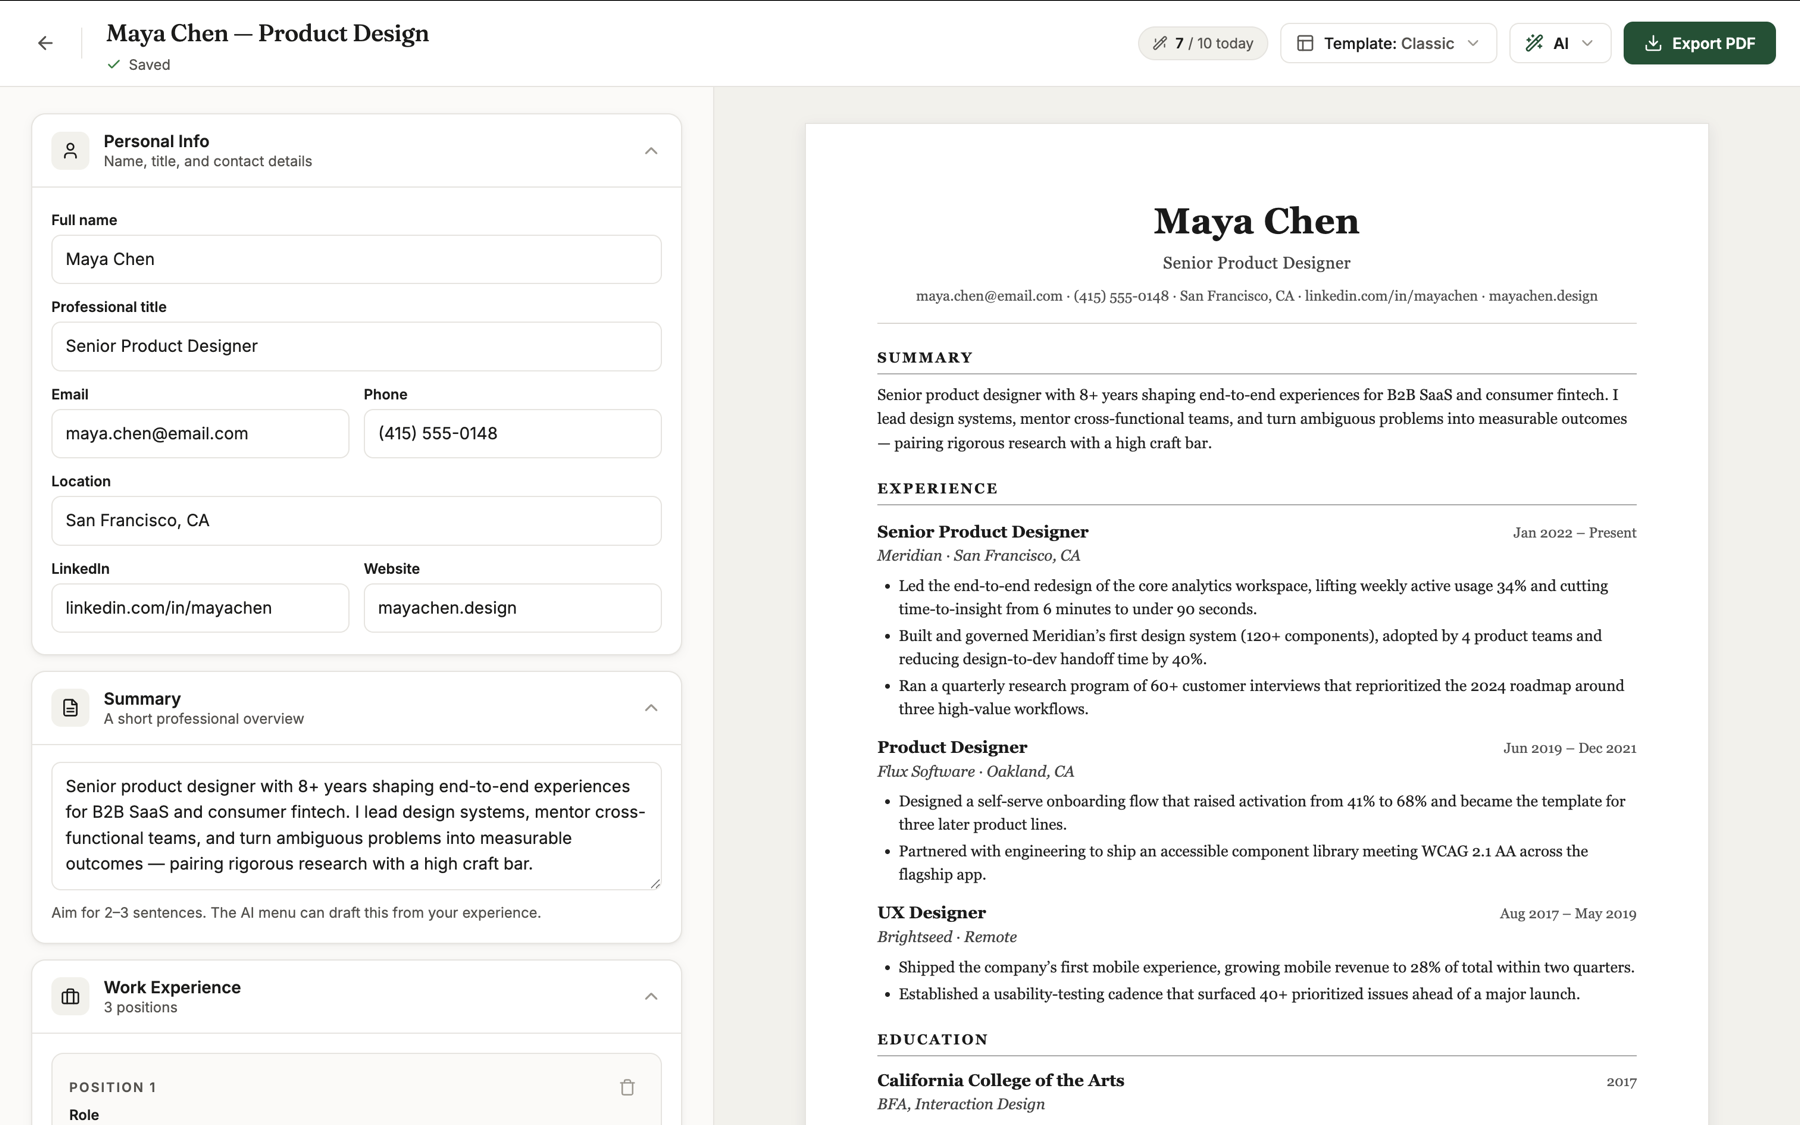 Maya Chen — Product Design
Saved
7 / 10 today
Template: Classic
AI
Export PDF
Personal Info
Name, title, and contact details
Full name
Maya Chen
Professional title
Senior Product Designer
Email
Phone
maya.chen@email.com
(415) 555-0148
Location
San Francisco, CA
LinkedIn
Website
linkedin.com/in/mayachen
mayachen.design
Summary
A short professional overview
Senior product designer with 8+ years shaping end-to-end experiences
for B2B SaaS and consumer fintech. I lead design systems, mentor cross-
functional teams, and turn ambiguous problems into measurable
outcomes — pairing rigorous research with a high craft bar.
Aim for 2–3 sentences. The AI menu can draft this from your experience.
Work Experience
3 positions
POSITION 1
Role
Maya Chen
Senior Product Designer
maya.chen@email.com · (415) 555-0148 · San Francisco, CA · linkedin.com/in/mayachen · mayachen.design
SUMMARY
Senior product designer with 8+ years shaping end-to-end experiences for B2B SaaS and consumer fintech. I
lead design systems, mentor cross-functional teams, and turn ambiguous problems into measurable outcomes
— pairing rigorous research with a high craft bar.
EXPERIENCE
Senior Product Designer
Jan 2022 – Present
Meridian · San Francisco, CA
• Led the end-to-end redesign of the core analytics workspace, lifting weekly active usage 34% and cutting
time-to-insight from 6 minutes to under 90 seconds.
• Built and governed Meridian’s first design system (120+ components), adopted by 4 product teams and
reducing design-to-dev handoff time by 40%.
• Ran a quarterly research program of 60+ customer interviews that reprioritized the 2024 roadmap around
three high-value workflows.
Product Designer
Jun 2019 – Dec 2021
Flux Software · Oakland, CA
• Designed a self-serve onboarding flow that raised activation from 41% to 68% and became the template for
three later product lines.
• Partnered with engineering to ship an accessible component library meeting WCAG 2.1 AA across the
flagship app.
UX Designer
Aug 2017 – May 2019
Brightseed · Remote
• Shipped the company’s first mobile experience, growing mobile revenue to 28% of total within two quarters.
• Established a usability-testing cadence that surfaced 40+ prioritized issues ahead of a major launch.
EDUCATION
California College of the Arts
2017
BFA, Interaction Design